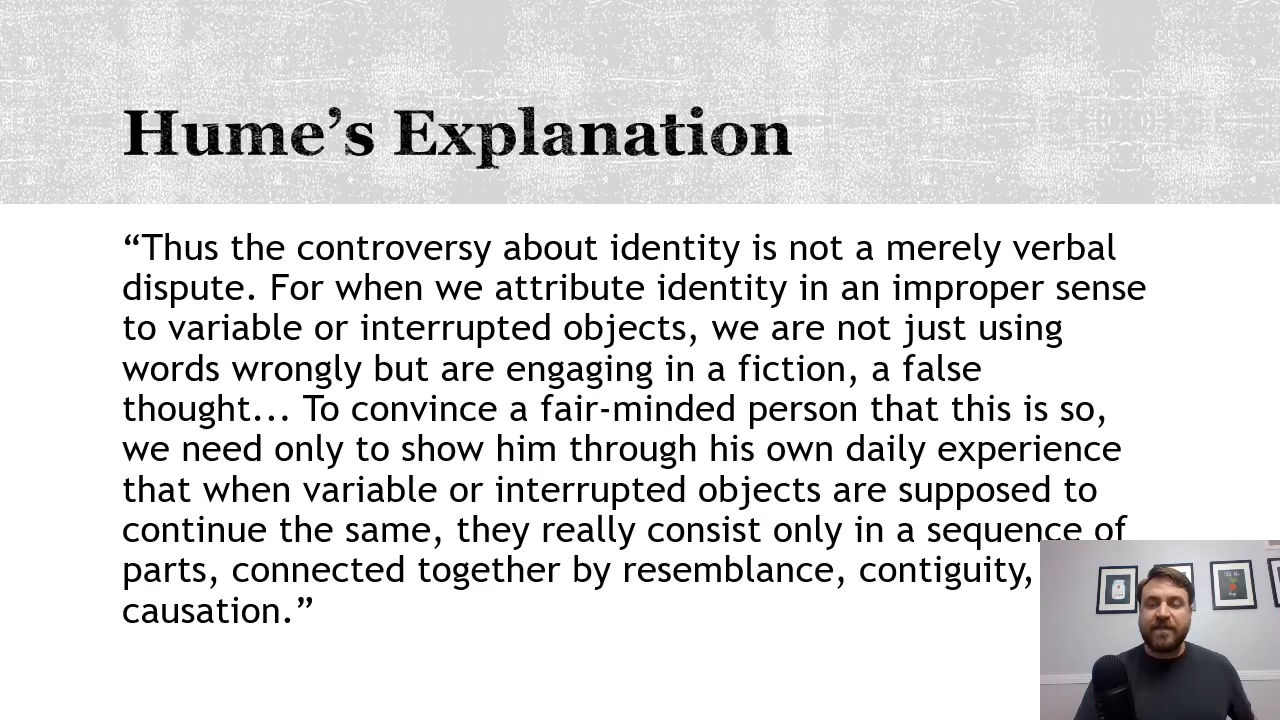 Hume’s Explanation
“Thus the controversy about identity is not a merely verbal
dispute. For when we attribute identity in an improper sense
to variable or interrupted objects, we are not just using
words wrongly but are engaging in a fiction, a false
thought... To convince a fair-minded person that this is so,
we need only to show him through his own daily experience
that when variable or interrupted objects are supposed to
continue the same, they really consist only in a sequence of
parts, connected together by resemblance, contiguity,
causation.”